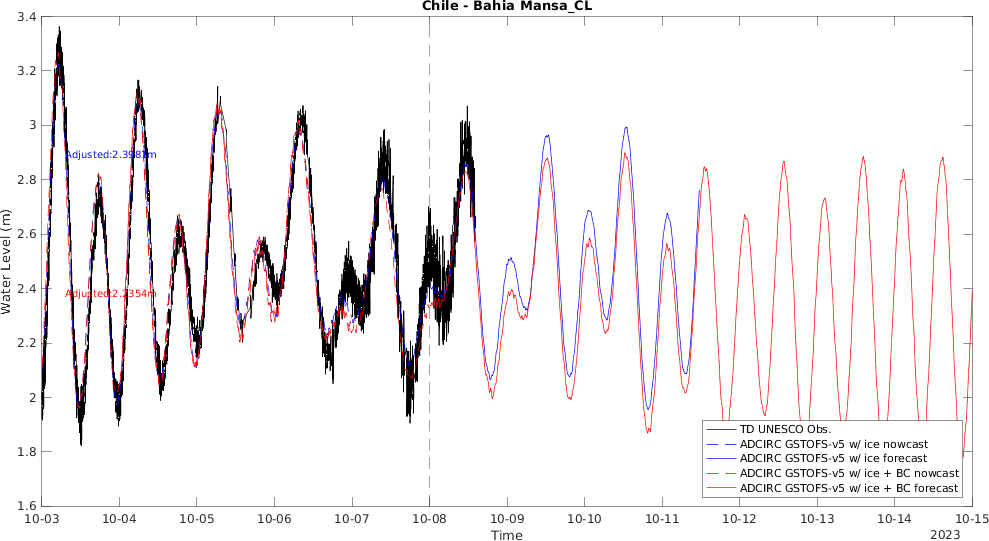 Chile - Bahia Mansa_CL
3.4
3.2
3
2.8
2.6
2.4
2.2
2
1.8
1.6
Water Level (m)
Adjusted:2.3981m
Adjusted:2.2354m
TD UNESCO Obs.
ADCIRC GSTOFS-v5 w/ ice nowcast
ADCIRC GSTOFS-v5 w/ ice forecast
ADCIRC GSTOFS-v5 w/ ice + BC nowcast
ADCIRC GSTOFS-v5 w/ ice + BC forecast
10-03 10-04 10-05 10-06 10-07 10-08 10-09 10-10 10-11 10-12 10-13 10-14 10-15
Time
2023